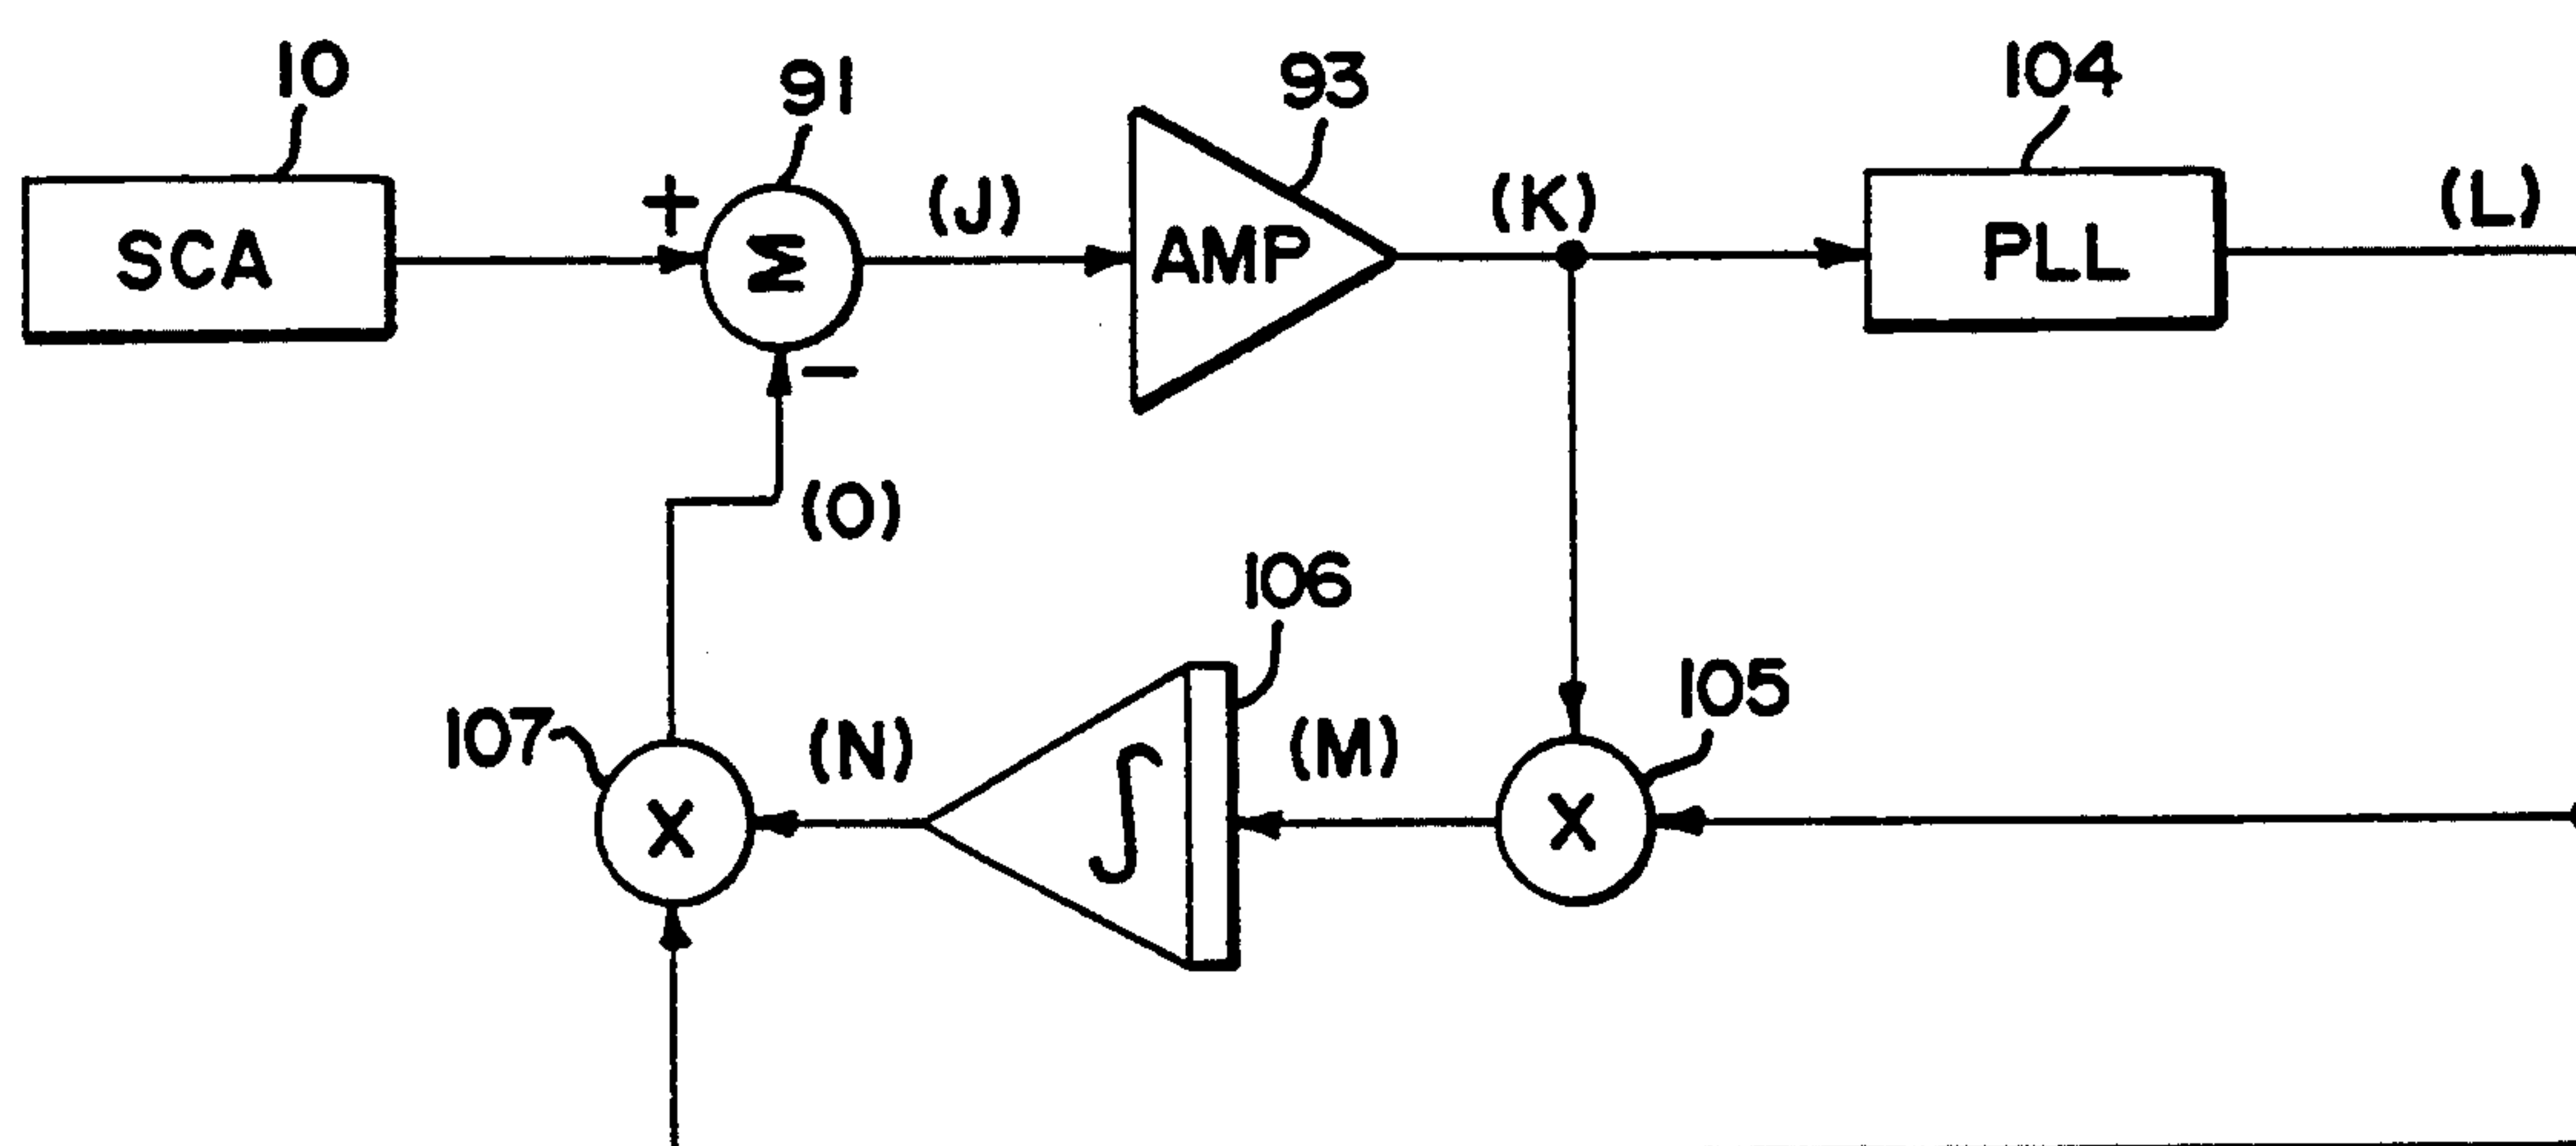 10
91
93
104
+
(J)
(K)
(L)
SCA
Σ
AMP
PLL
−
(O)
106
105
107
(N)
(M)
∫
X
X